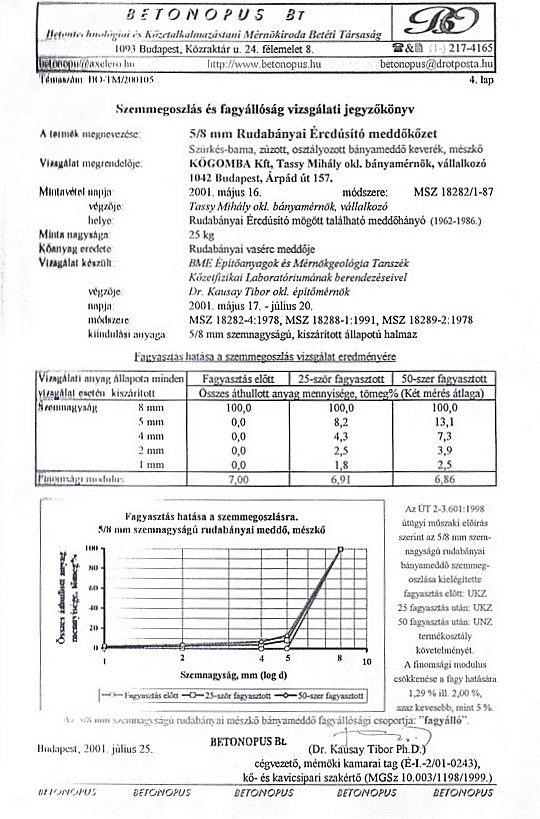 BETONOPUS BT
Betontechnológiai és Kőzetalkalmazástani Mérnökiroda Betéti Társaság
1093 Budapest, Közraktár u. 24. félemelet 8.
☎& (1-) 217-4165
betonopu@axelero.hu http://www.betonopus.hu betonopus@drotposta.hu
Témaszám: BO-TM/200105 4. lap
Szemmegoszlás és fagyállóság vizsgálati jegyzőkönyv
A termék megnevezése: 5/8 mm Rudabányai Ércdúsító meddőkőzet
Szürkés-barna, zúzott, osztályozott bányameddő keverék, mészkő
Vizsgálat megrendelője: KŐGOMBA Kft, Tassy Mihály okl. bányamérnök, vállalkozó
1042 Budapest, Árpád út 157.
Mintavétel napja: 2001. május 16. módszere: MSZ 18282/1-87
végzője: Tassy Mihály okl. bányamérnök, vállalkozó
helye: Rudabányai Ércdúsító mögött található meddőhányó (1962-1986.)
Minta nagysága: 25 kg
Kőanyag eredete: Rudabányai vasérc meddője
Vizsgálat készült: BME Építőanyagok és Mérnökgeológia Tanszék
Kőzetfizikai Laboratóriumának berendezéseivel
végzője: Dr. Kausay Tibor okl. építőmérnök
napja: 2001. május 17. - július 20.
módszere: MSZ 18282-4:1978, MSZ 18288-1:1991, MSZ 18289-2:1978
kiindulási anyaga: 5/8 mm szemnagyságú, kiszárított állapotú halmaz
Fagyasztás hatása a szemmegoszlás vizsgálat eredményére
Vizsgálati anyag állapota minden Fagyasztás előtt 25-ször fagyasztott 50-szer fagyasztott
vizsgálat esetén kiszárított Összes áthullott anyag mennyisége, tömeg% (Két mérés átlaga)
Szemnagyság 8 mm 100,0 100,0 100,0
5 mm 0,0 8,2 13,1
4 mm 0,0 4,3 7,3
2 mm 0,0 2,5 3,9
1 mm 0,0 1,8 2,5
Finomsági modulus 7,00 6,91 6,86
Fagyasztás hatása a szemmegoszlásra.
5/8 mm szemnagyságú rudabányai meddő, mészkő
Összes áthullott anyag
mennyisége, tömeg%
100
80
60
40
20
0
1 2 4 5 8 10
Szemnagyság, mm (log d)
Fagyasztás előtt 25-ször fagyasztott 50-szer fagyasztott
Az ÚT 2-3.601:1998
útügyi műszaki előírás
szerint az 5/8 mm szem-
nagyságú rudabányai
bányameddő szemmeg-
oszlása kielégítette
fagyasztás előtt: UKZ
25 fagyasztás után: UKZ
50 fagyasztás után: UNZ
termékosztály
követelményét.
A finomsági modulus
csökkenése a fagy hatására
1,29 % ill. 2,00 %,
azaz kevesebb, mint 5 %.
Az 5/8 mm szemnagyságú rudabányai mészkő bányameddő fagyállósági csoportja: "fagyálló".
Budapest, 2001. július 25.
BETONOPUS Bt.
(Dr. Kausay Tibor Ph.D.)
cégvezető, mérnöki kamarai tag (É-I.-2/01-0243),
kő- és kavicsipari szakértő (MGSz 10.003/1198/1999.)
BETONOPUS BETONOPUS BETONOPUS BETONOPUS BETONOPUS